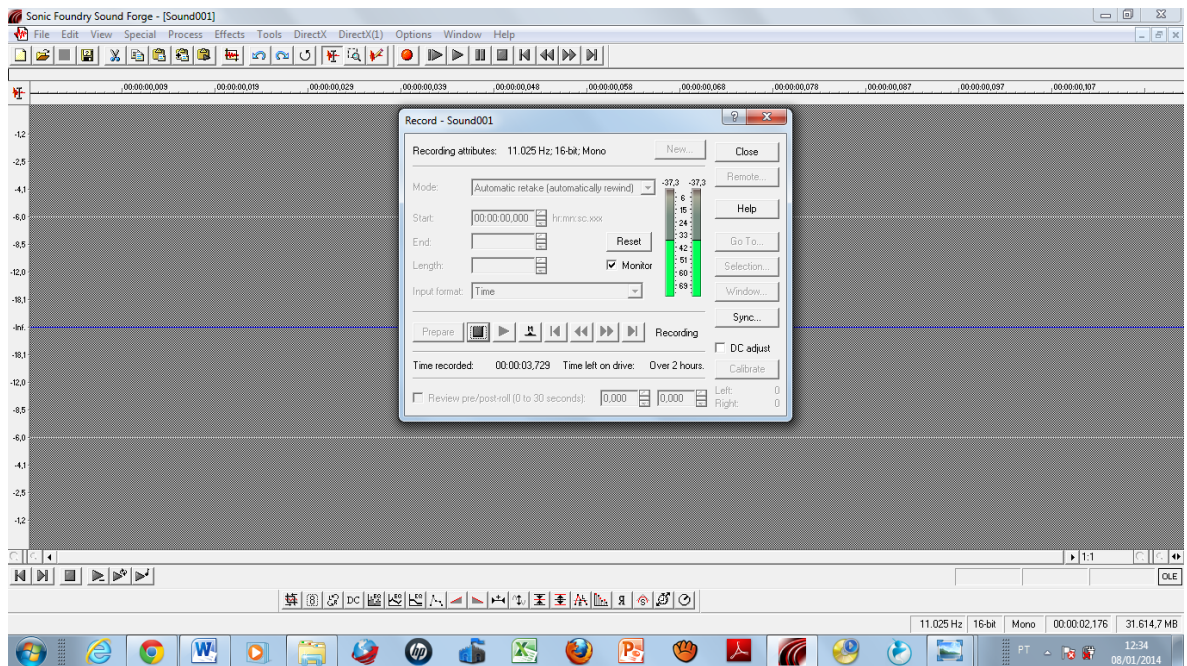 Sonic Foundry Sound Forge - [Sound001]
File Edit View Special Process Effects Tools DirectX DirectX(1) Options Window Help
,00:00:00,009 ,00:00:00,019 ,00:00:00,029 ,00:00:00,039 ,00:00:00,048 ,00:00:00,058 ,00:00:00,068 ,00:00:00,078 ,00:00:00,087 ,00:00:00,097 ,00:00:00,107
-1,2
-2,5
-4,1
-6,0
-8,5
-12,0
-18,1
-Inf.
-18,1
-12,0
-8,5
-6,0
-4,1
-2,5
-1,2
Record - Sound001
Recording attributes: 11.025 Hz; 16-bit; Mono New... Close
Mode: Automatic retake (automatically rewind) -37,3 -37,3 Remote...
6
15
24
33
42
51
60
69
Start: 00:00:00,000 hr:mn:sc.xxx Help
End: Reset Go To...
Length: Monitor Selection...
Input format: Time Window...
Sync...
Prepare Recording
DC adjust
Time recorded: 00:00:03,729 Time left on drive: Over 2 hours. Calibrate
Review pre/post-roll (0 to 30 seconds): 0,000 0,000
Left: 0
Right: 0
1:1
OLE
DC
11.025 Hz 16-bit Mono 00:00:02,176 31.614,7 MB
PT
12:34
08/01/2014